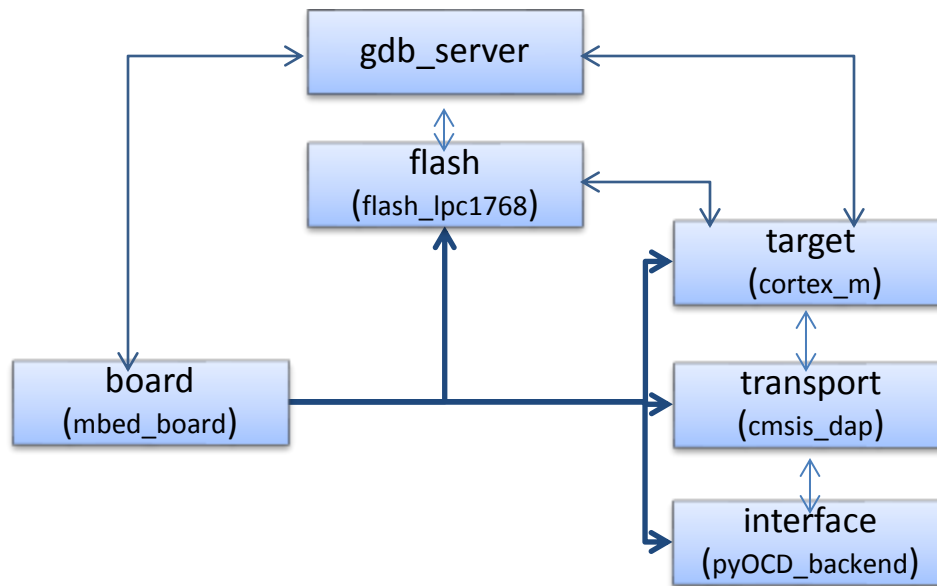 gdb_server
flash
(flash_lpc1768)
target
(cortex_m)
board
(mbed_board)
transport
(cmsis_dap)
interface
(pyOCD_backend)